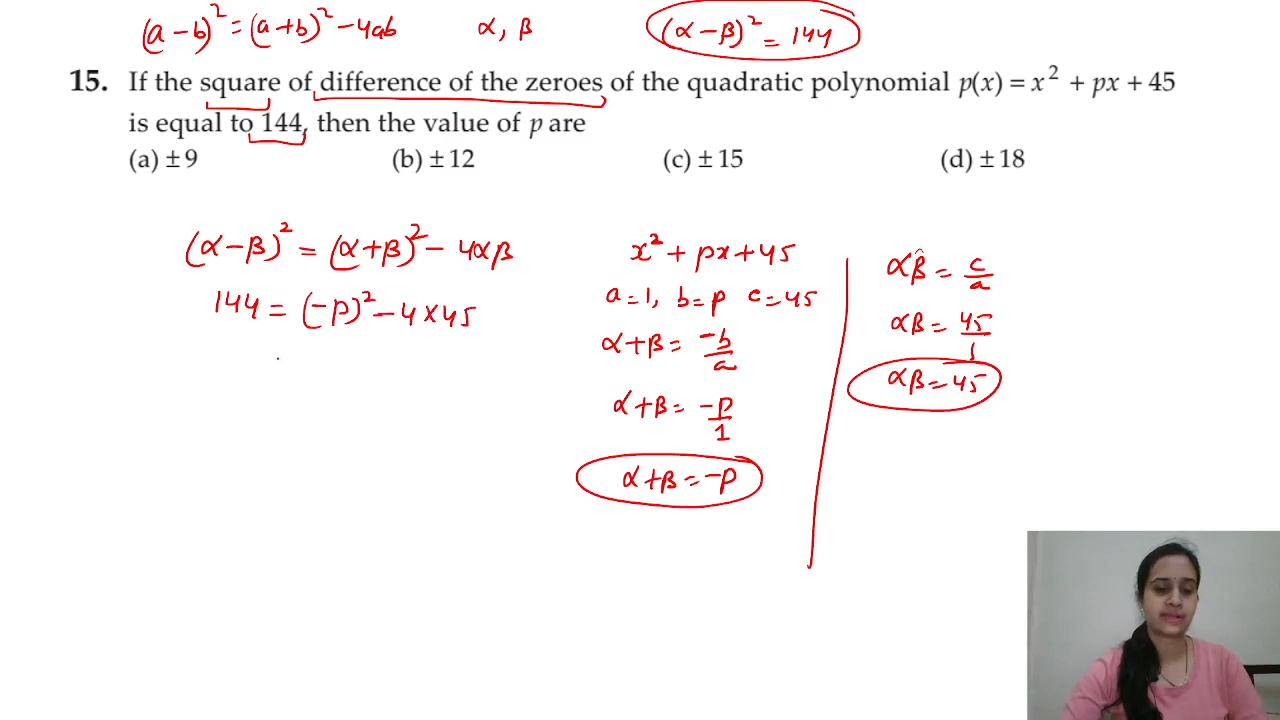 (a-b)² = (a+b)² - 4ab α, β (α-β)² = 144
15. If the square of difference of the zeroes of the quadratic polynomial p(x) = x² + px + 45
is equal to 144, then the value of p are
(a) ± 9 (b) ± 12 (c) ± 15 (d) ± 18
(α-β)² = (α+β)² - 4αβ
144 = (-p)² - 4×45
x² + px + 45
a=1, b=p c=45
α+β = -b/a
α+β = -p/1
α+β = -p
αβ = c/a
αβ = 45/1
αβ = 45